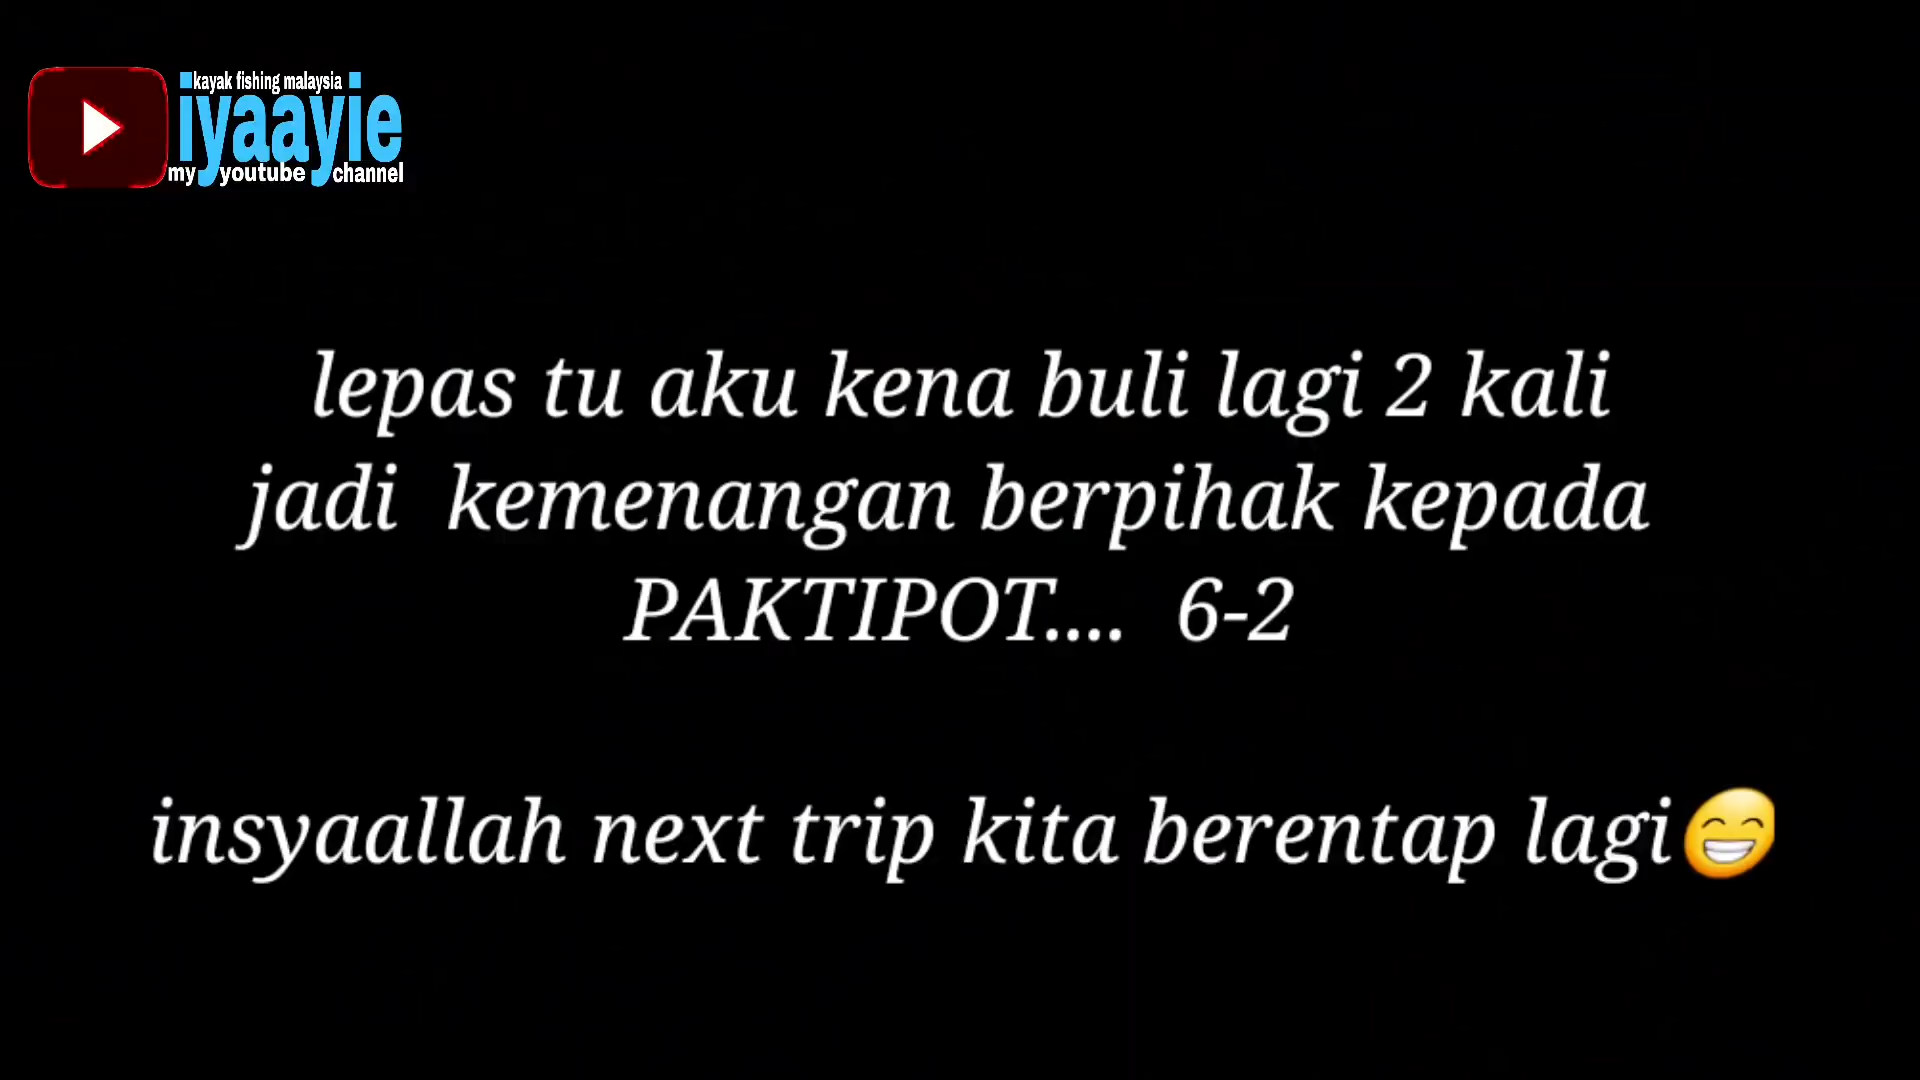 kayak fishing malaysia
iyaayie
my youtube channel
lepas tu aku kena buli lagi 2 kali
jadi kemenangan berpihak kepada
PAKTIPOT.... 6-2
insyaallah next trip kita berentap lagi😁